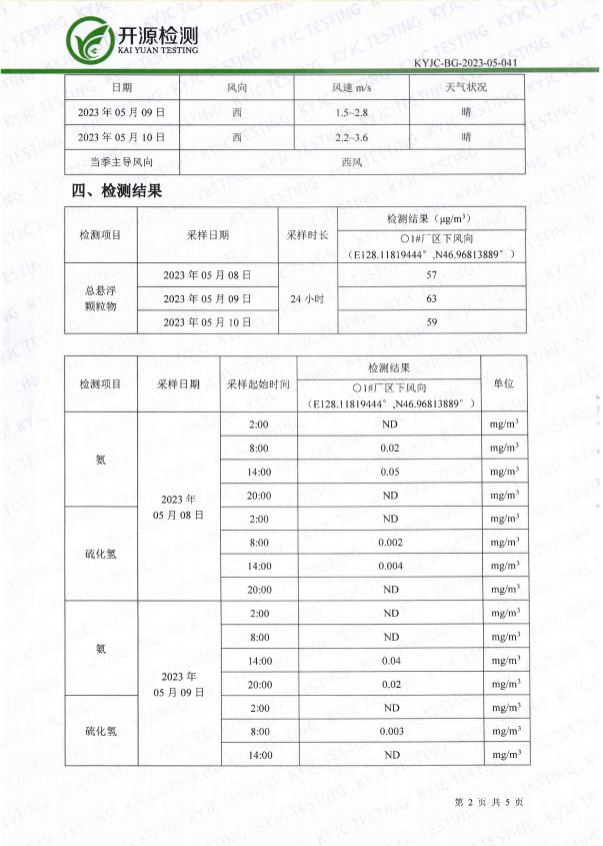 开源检测
KAI YUAN TESTING
KYJC-BG-2023-05-041
日期 风向 风速 m/s 天气状况
2023 年 05 月 09 日 西 1.5~2.8 晴
2023 年 05 月 10 日 西 2.2~3.6 晴
当季主导风向 西风
四、检测结果
检测项目 采样日期 采样时长 检测结果（μg/m³）
〇1#厂区下风向
（E128.11819444°,N46.96813889°）
总悬浮
颗粒物
2023 年 05 月 08 日 24 小时 57
2023 年 05 月 09 日 63
2023 年 05 月 10 日 59
检测项目 采样日期 采样起始时间 检测结果 单位
〇1#厂区下风向
（E128.11819444°,N46.96813889°）
氨 2023 年
05 月 08 日
2:00 ND mg/m³
8:00 0.02 mg/m³
14:00 0.05 mg/m³
20:00 ND mg/m³
硫化氢
2:00 ND mg/m³
8:00 0.002 mg/m³
14:00 0.004 mg/m³
20:00 ND mg/m³
氨 2023 年
05 月 09 日
2:00 ND mg/m³
8:00 ND mg/m³
14:00 0.04 mg/m³
20:00 0.02 mg/m³
硫化氢
2:00 ND mg/m³
8:00 0.003 mg/m³
14:00 ND mg/m³
第 2 页 共 5 页